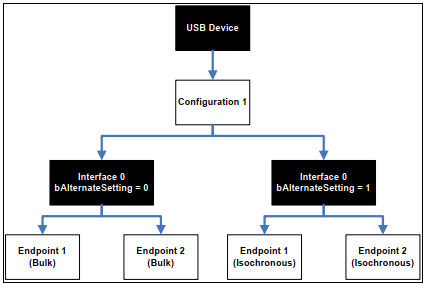 USB Device
Configuration 1
Interface 0
bAlternateSetting = 0
Interface 0
bAlternateSetting = 1
Endpoint 1
(Bulk)
Endpoint 2
(Bulk)
Endpoint 1
(Isochronous)
Endpoint 2
(Isochronous)